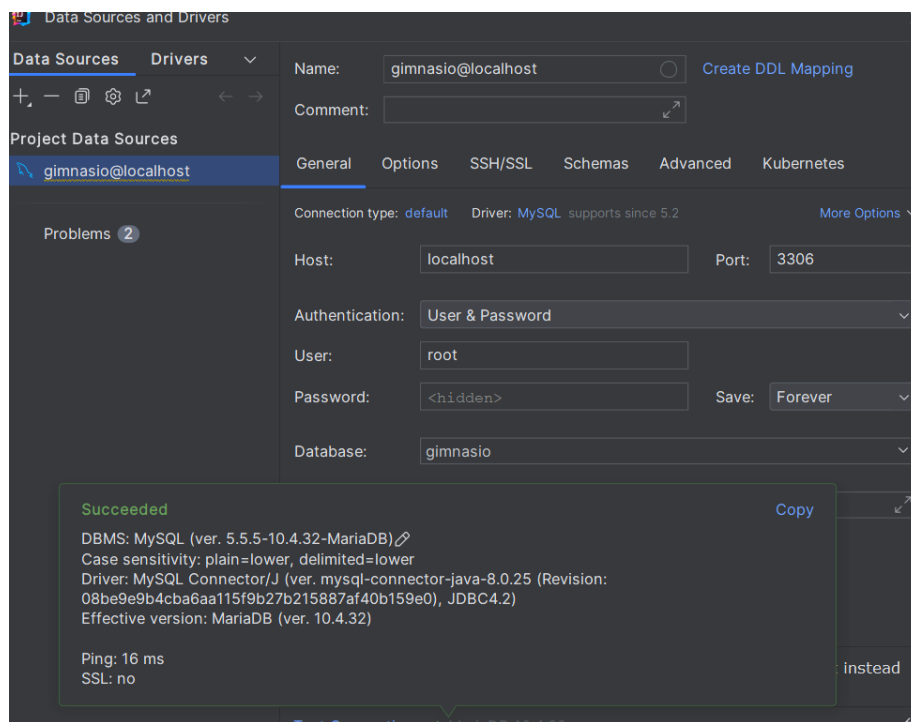 Data Sources and Drivers
Data Sources Drivers
Project Data Sources
gimnasio@localhost
Problems 2
Name: gimnasio@localhost Create DDL Mapping
Comment:
General Options SSH/SSL Schemas Advanced Kubernetes
Connection type: default Driver: MySQL supports since 5.2 More Options
Host: localhost Port: 3306
Authentication: User & Password
User: root
Password: <hidden> Save: Forever
Database: gimnasio
Succeeded Copy
DBMS: MySQL (ver. 5.5.5-10.4.32-MariaDB)
Case sensitivity: plain=lower, delimited=lower
Driver: MySQL Connector/J (ver. mysql-connector-java-8.0.25 (Revision:
08be9e9b4cba6aa115f9b27b215887af40b159e0), JDBC4.2)
Effective version: MariaDB (ver. 10.4.32)
Ping: 16 ms
SSL: no
instead